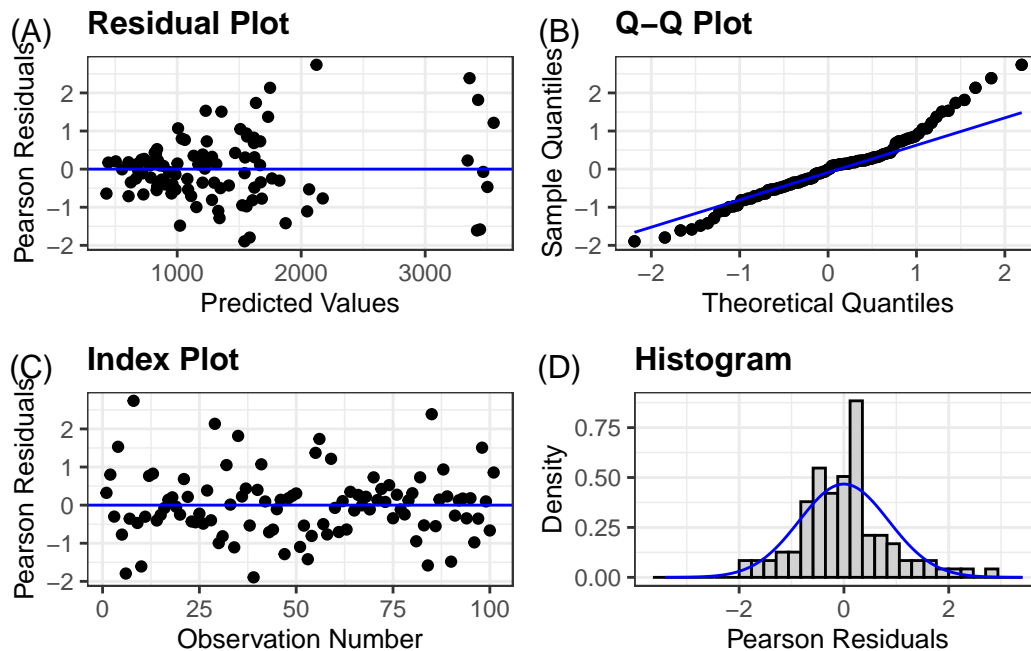 (A) Residual Plot
Pearson Residuals
2
1
0
−1
−2
1000 2000 3000
Predicted Values
(B) Q−Q Plot
Sample Quantiles
2
1
0
−1
−2
−2 −1 0 1 2
Theoretical Quantiles
(C) Index Plot
Pearson Residuals
2
1
0
−1
−2
0 25 50 75 100
Observation Number
(D) Histogram
Density
0.75
0.50
0.25
0.00
−2 0 2
Pearson Residuals